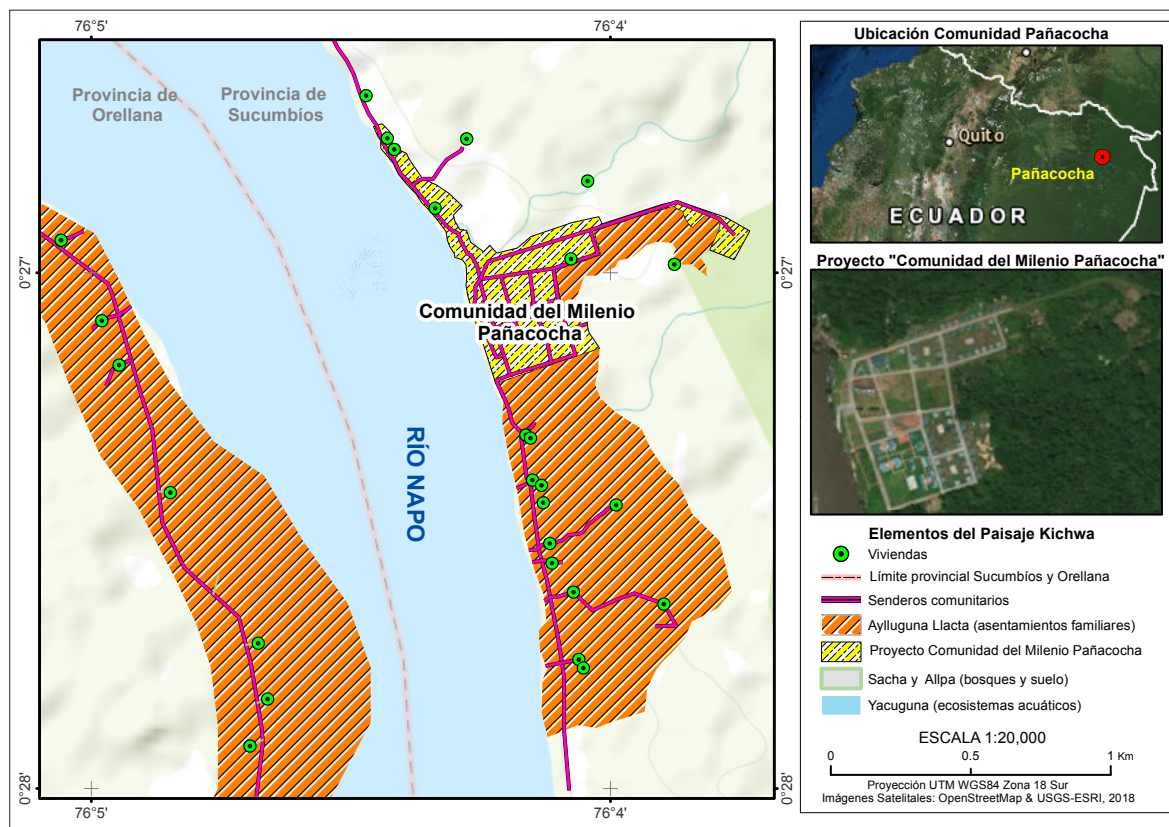 76°5'
76°4'
Provincia de
Orellana
Provincia de
Sucumbíos
0°27'
0°27'
Comunidad del Milenio
Pañacocha
RÍO NAPO
0°28'
0°28'
76°5'
76°4'
Ubicación Comunidad Pañacocha
Quito
Pañacocha
ECUADOR
Proyecto "Comunidad del Milenio Pañacocha"
Elementos del Paisaje Kichwa
Viviendas
Límite provincial Sucumbíos y Orellana
Senderos comunitarios
Ayllguna Llacta (asentamientos familiares)
Proyecto Comunidad del Milenio Pañacocha
Sacha y Allpa (bosques y suelo)
Yacuguna (ecosistemas acuáticos)
ESCALA 1:20,000
0 0.5 1 Km
Proyección UTM WGS84 Zona 18 Sur
Imágenes Satelitales: OpenStreetMap & USGS-ESRI, 2018